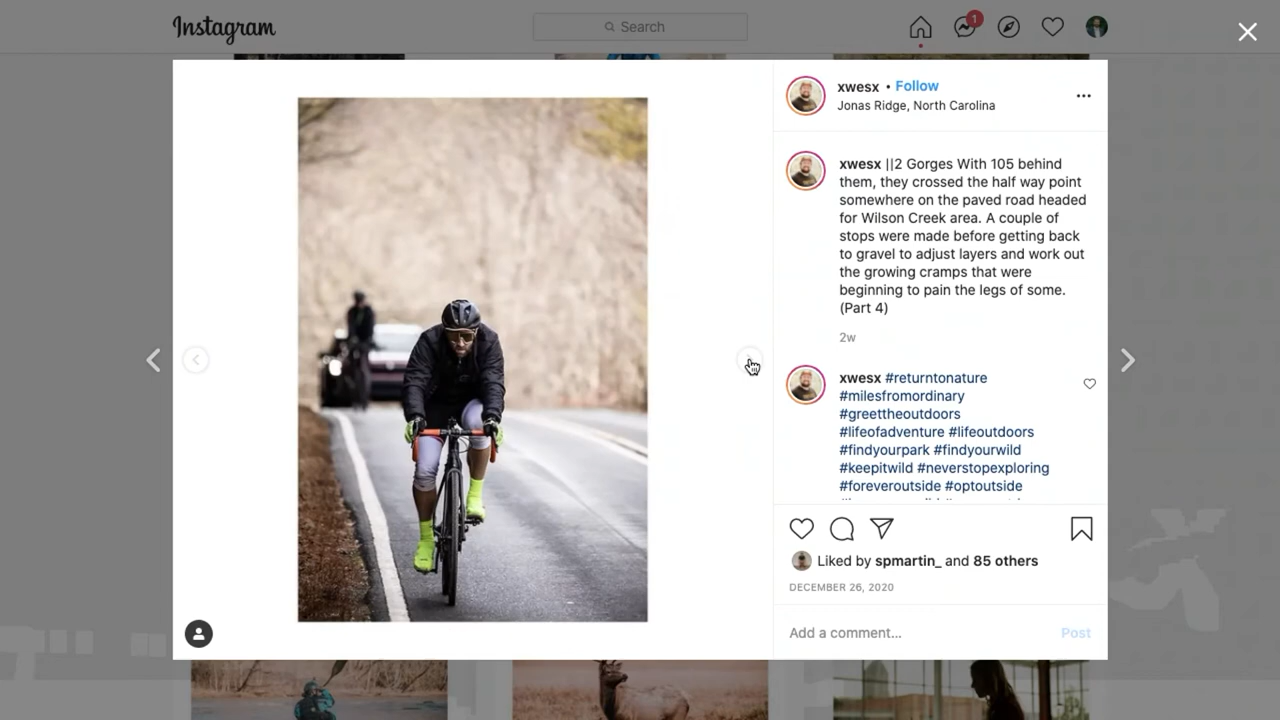 Instagram
Search
1
xwesx • Follow
Jonas Ridge, North Carolina
xwesx ||2 Gorges With 105 behind
them, they crossed the half way point
somewhere on the paved road headed
for Wilson Creek area. A couple of
stops were made before getting back
to gravel to adjust layers and work out
the growing cramps that were
beginning to pain the legs of some.
(Part 4)
2w
xwesx #returntonature
#milesfromordinary
#greettheoutdoors
#lifeofadventure #lifeoutdoors
#findyourpark #findyourwild
#keepitwild #neverstopexploring
#foreveroutside #optoutside
Liked by spmartin_ and 85 others
DECEMBER 26, 2020
Add a comment...
Post